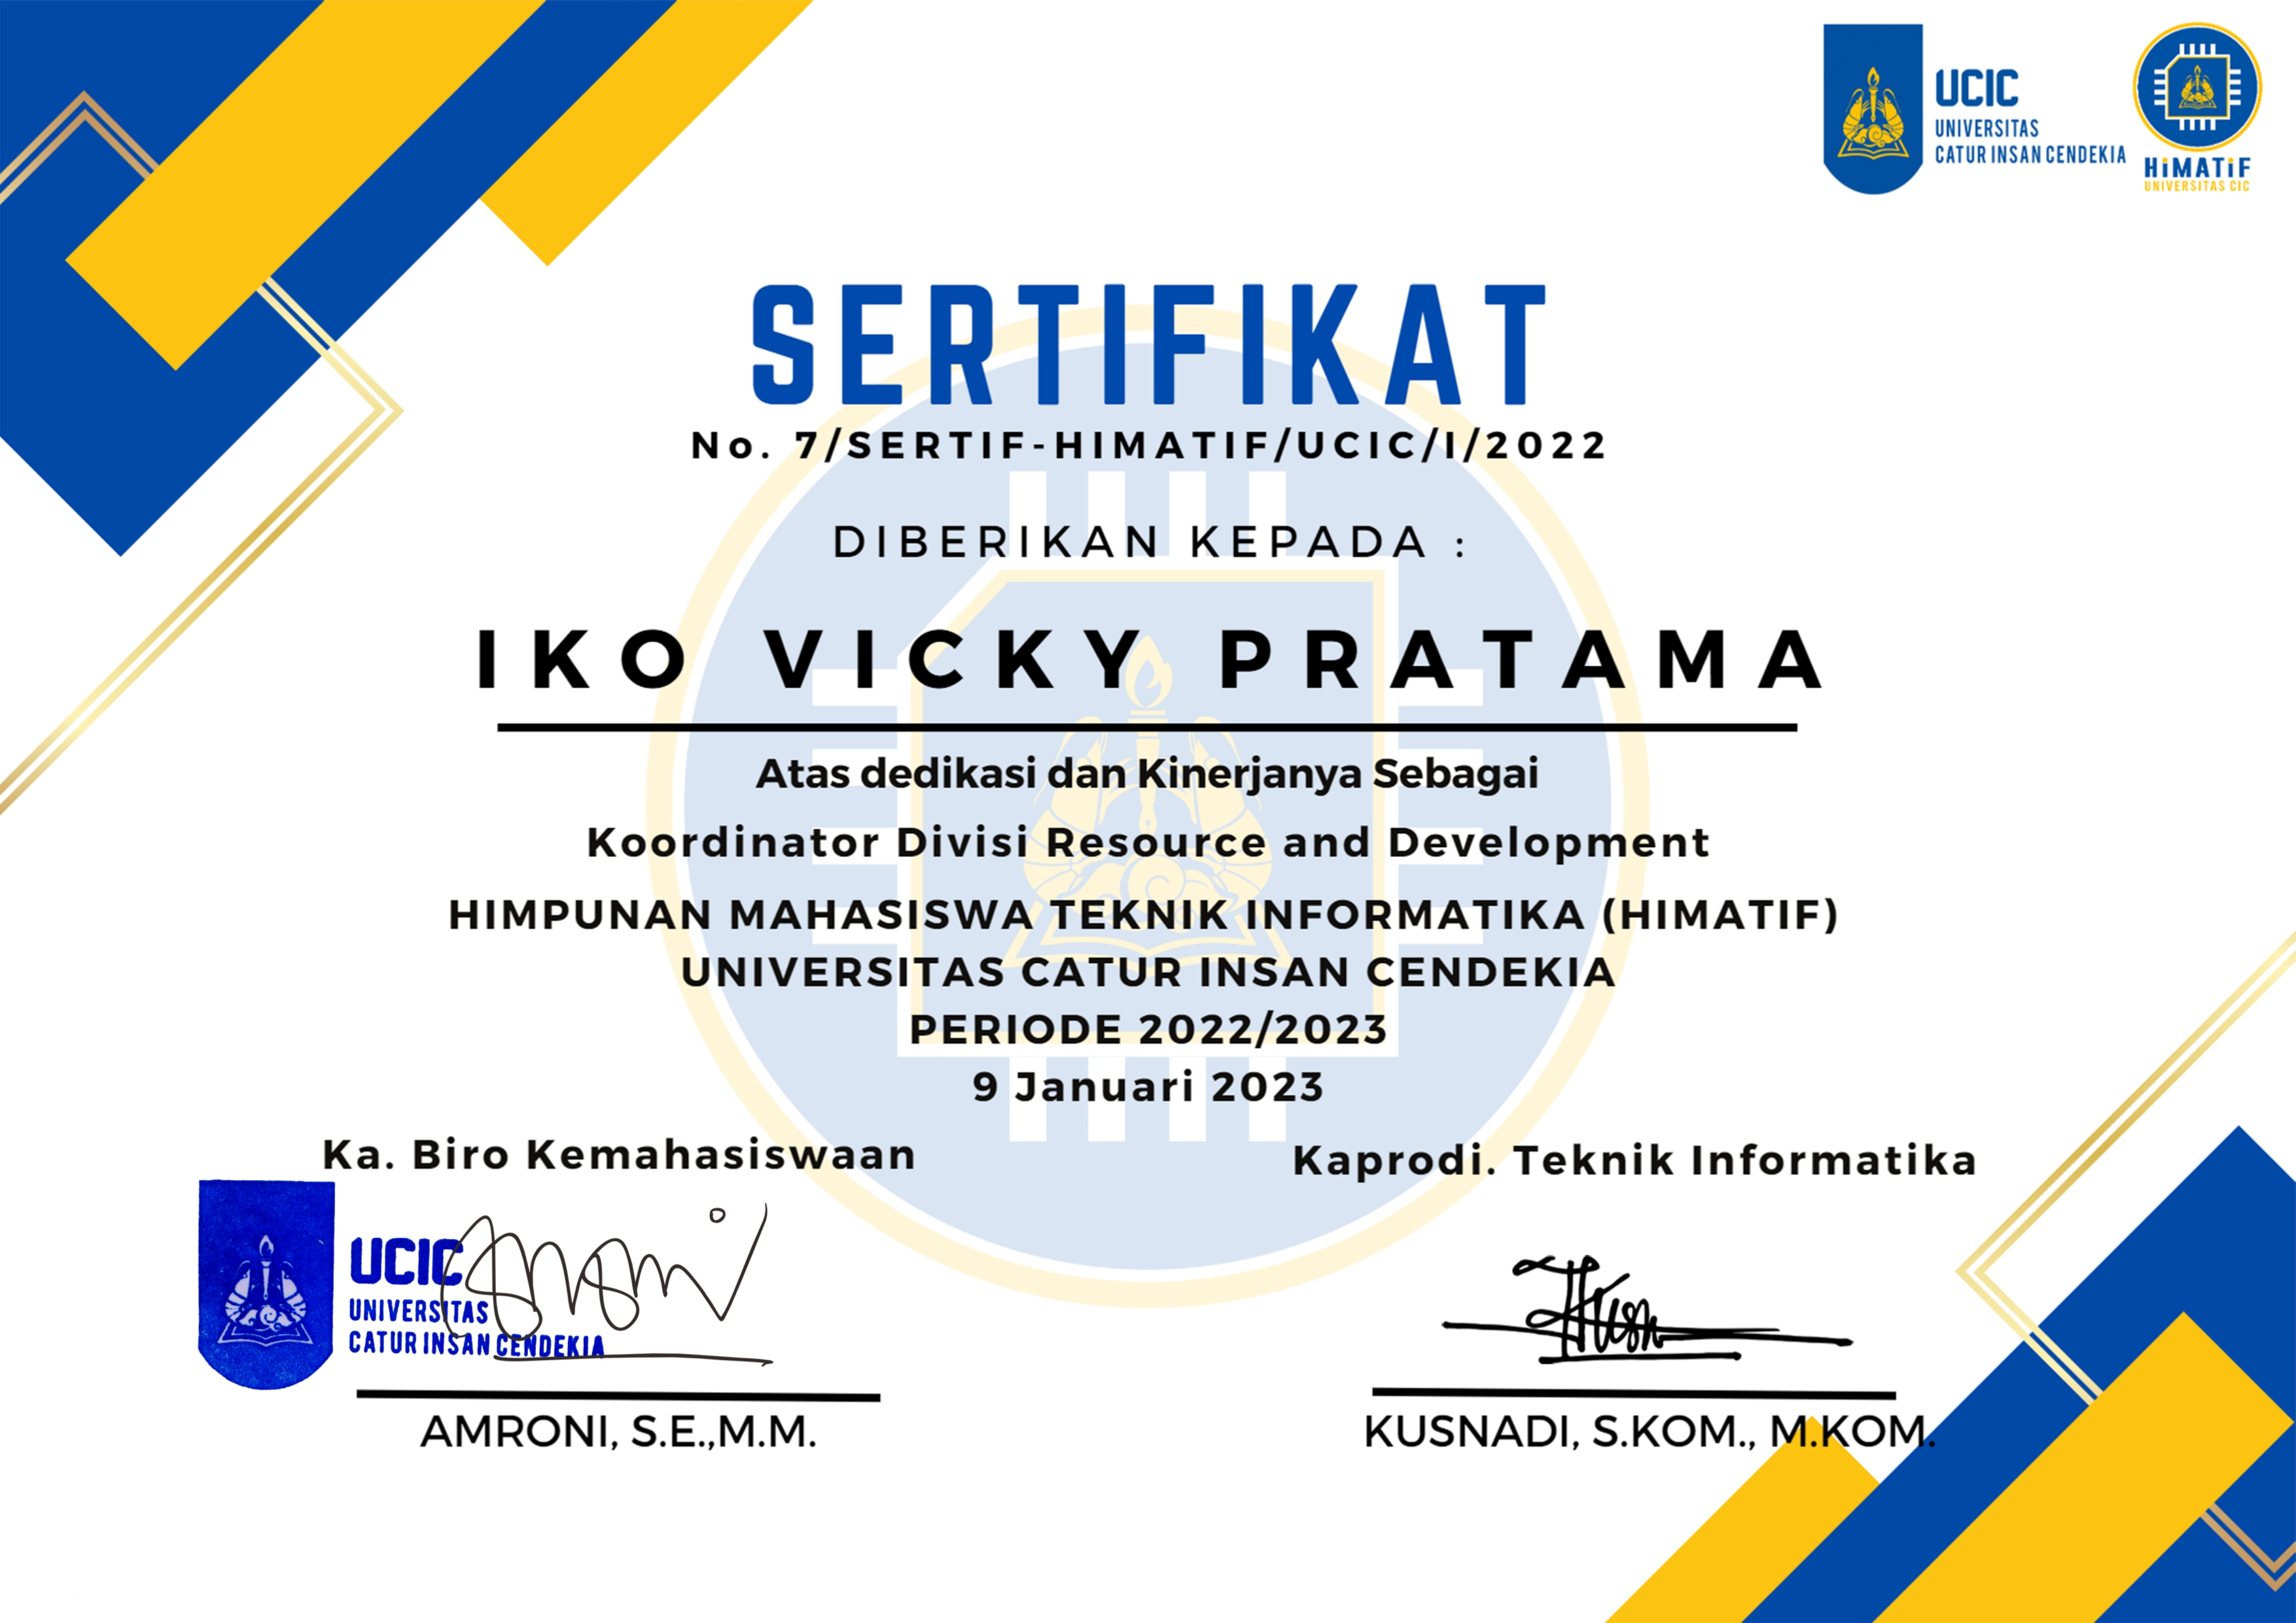 UCIC
UNIVERSITAS
CATUR INSAN CENDEKIA
HiMATiF
UNIVERSITAS CIC
SERTIFIKAT
No. 7/SERTIF-HIMATIF/UCIC/I/2022
DIBERIKAN KEPADA :
IKO VICKY PRATAMA
Atas dedikasi dan Kinerjanya Sebagai
Koordinator Divisi Resource and Development
HIMPUNAN MAHASISWA TEKNIK INFORMATIKA (HIMATIF)
UNIVERSITAS CATUR INSAN CENDEKIA
PERIODE 2022/2023
9 Januari 2023
Ka. Biro Kemahasiswaan
UCIC
UNIVERSITAS
CATUR INSAN CENDEKIA
AMRONI, S.E.,M.M.
Kaprodi. Teknik Informatika
KUSNADI, S.KOM., M.KOM.